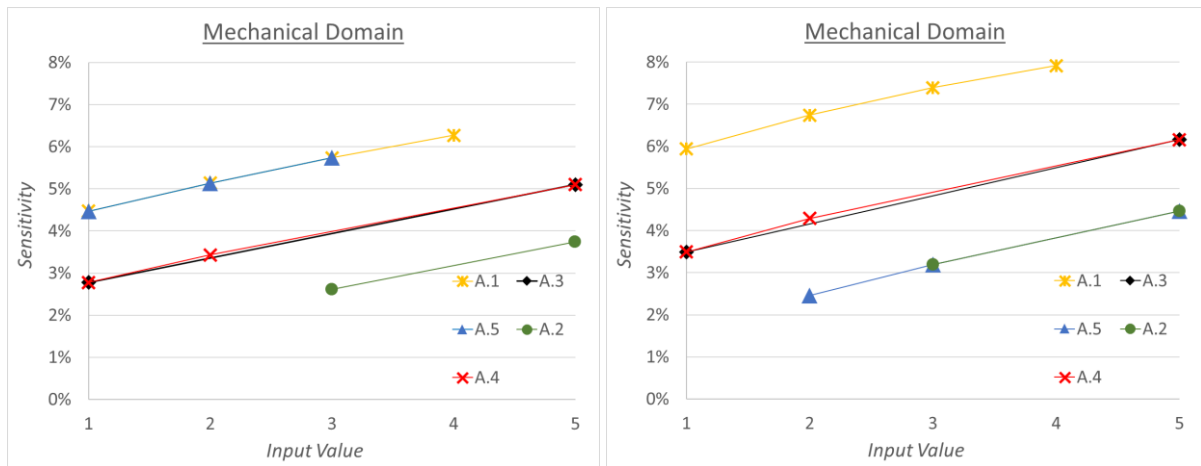 Mechanical Domain
8%
7%
6%
5%
4%
3%
2%
1%
0%
Sensitivity
A.1 A.3
A.5 A.2
A.4
1 2 3 4 5
Input Value
Mechanical Domain
8%
7%
6%
5%
4%
3%
2%
1%
0%
Sensitivity
A.1 A.3
A.5 A.2
A.4
1 2 3 4 5
Input Value